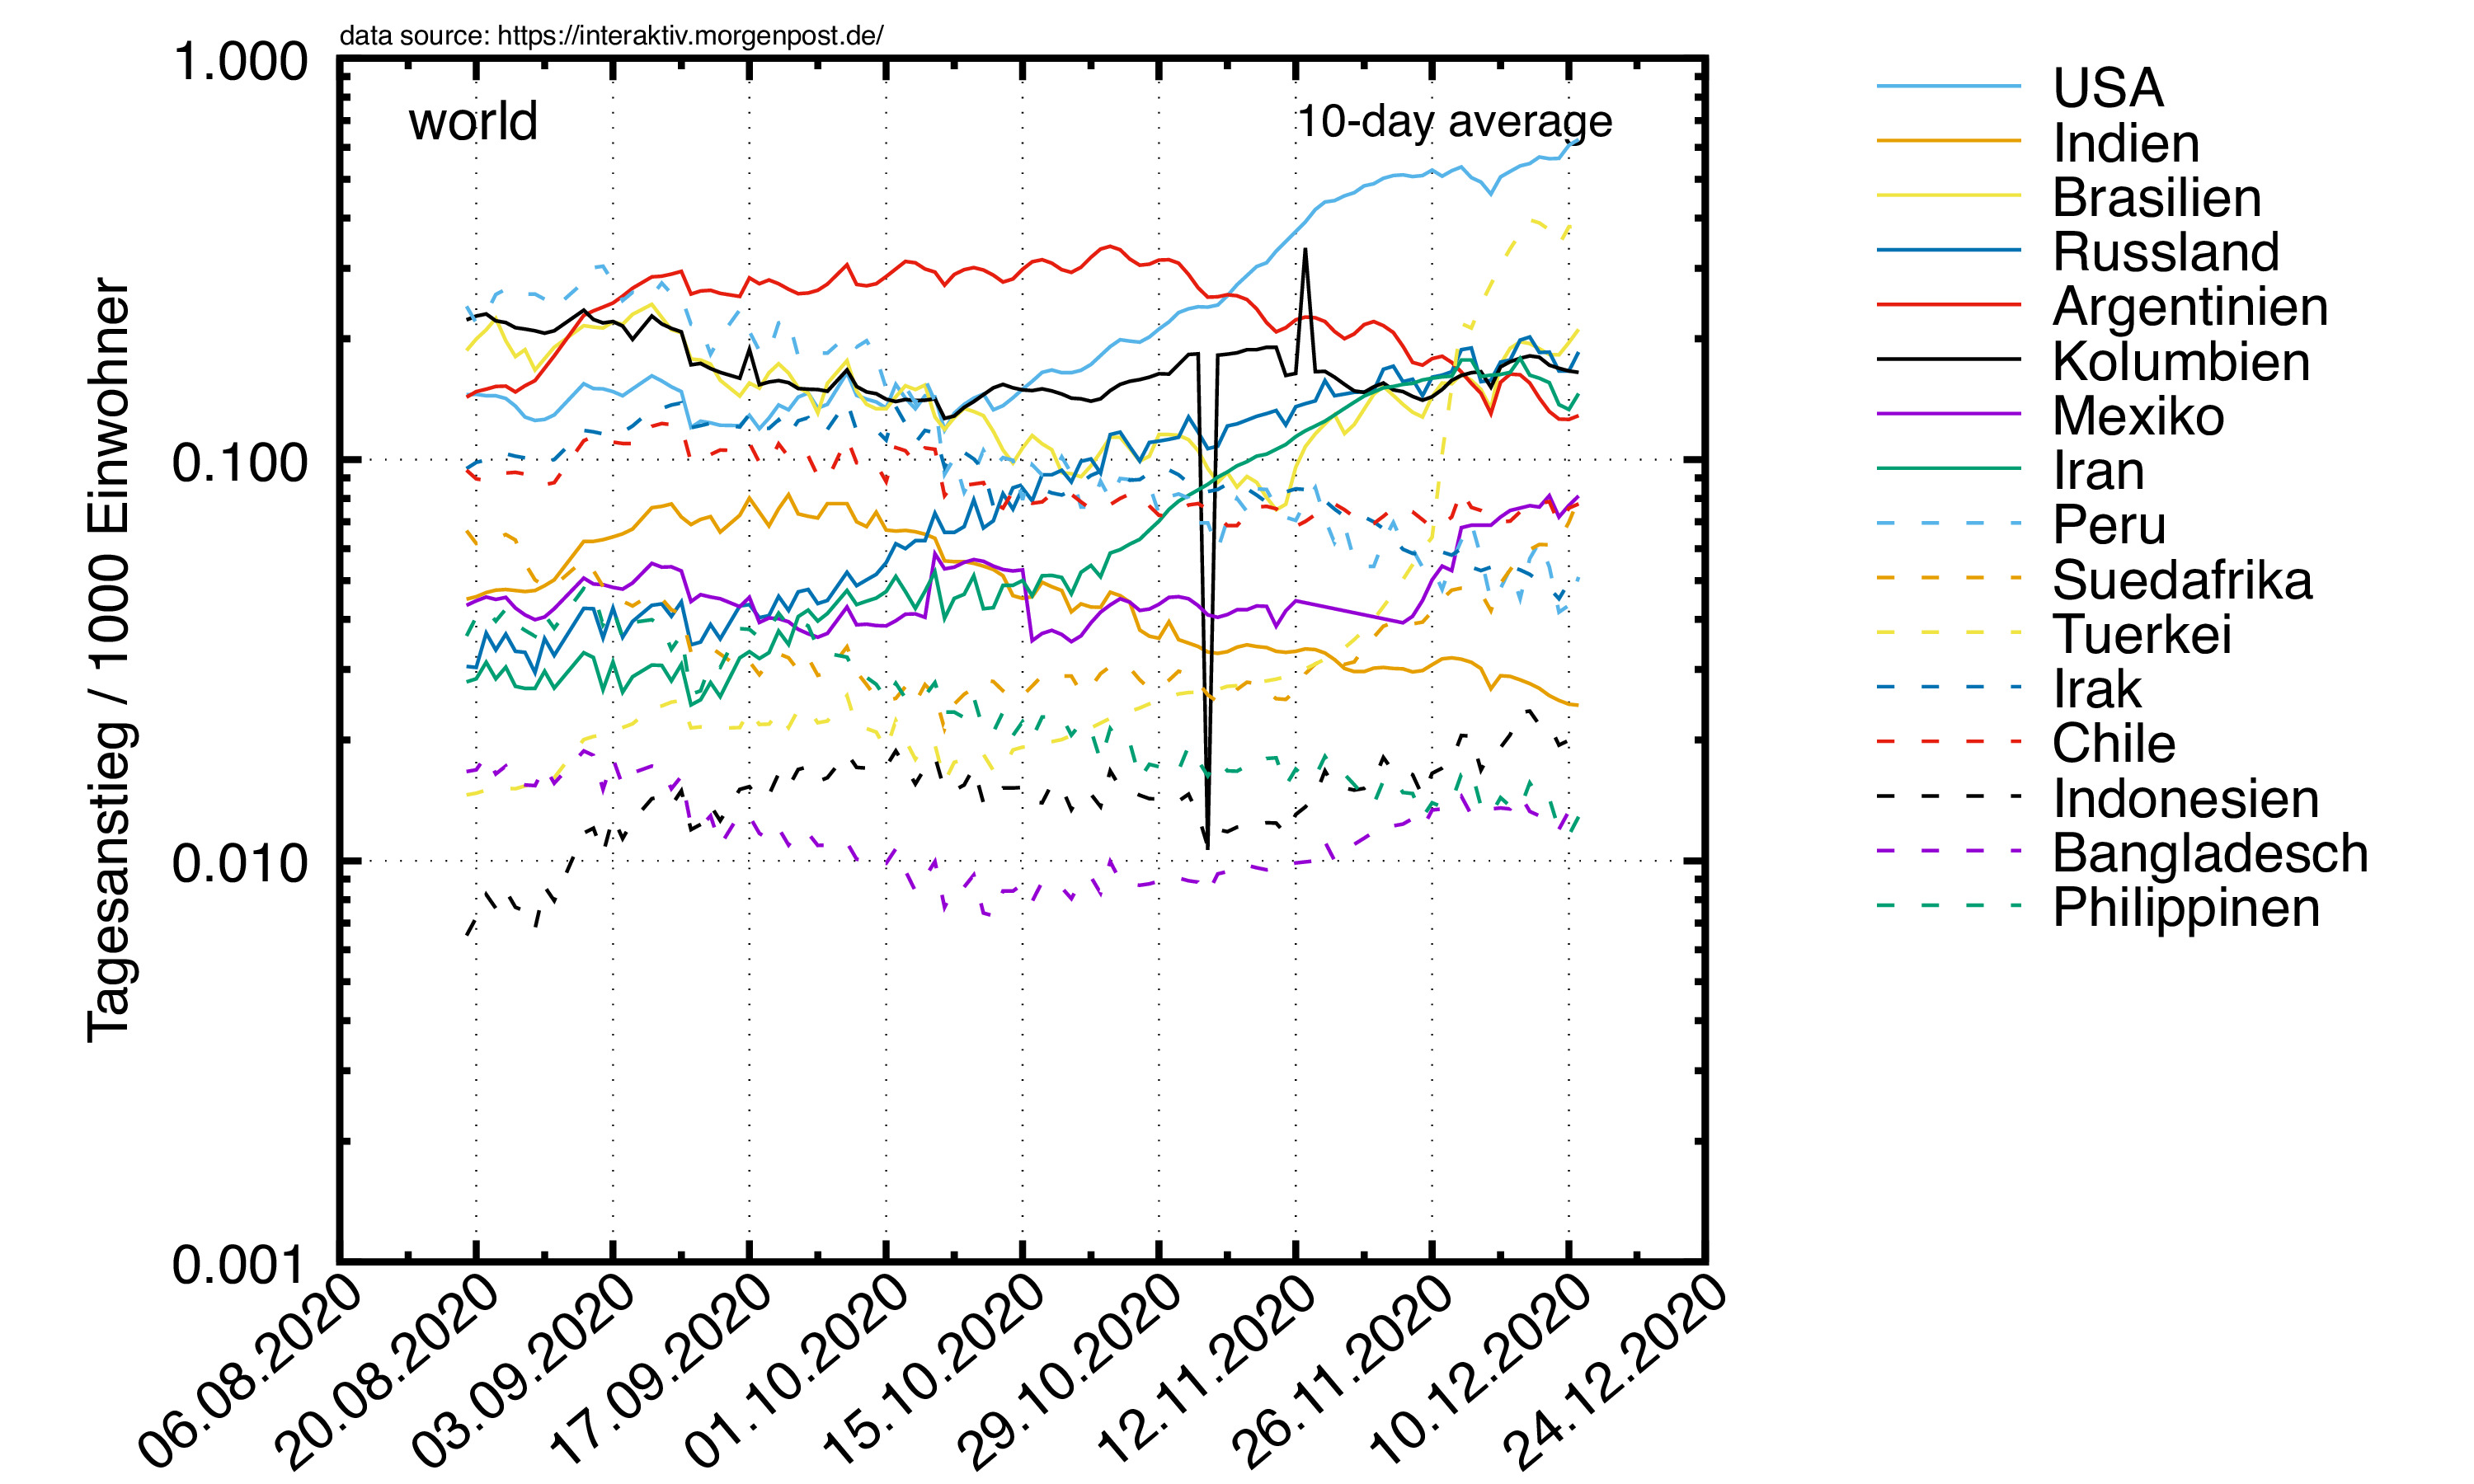 data source: https://interaktiv.morgenpost.de/
1.000
0.100
0.010
0.001
Tagesanstieg / 1000 Einwohner
world
10-day average
06.08.2020
20.08.2020
03.09.2020
17.09.2020
01.10.2020
15.10.2020
29.10.2020
12.11.2020
26.11.2020
10.12.2020
24.12.2020
USA
Indien
Brasilien
Russland
Argentinien
Kolumbien
Mexiko
Iran
Peru
Suedafrika
Tuerkei
Irak
Chile
Indonesien
Bangladesch
Philippinen